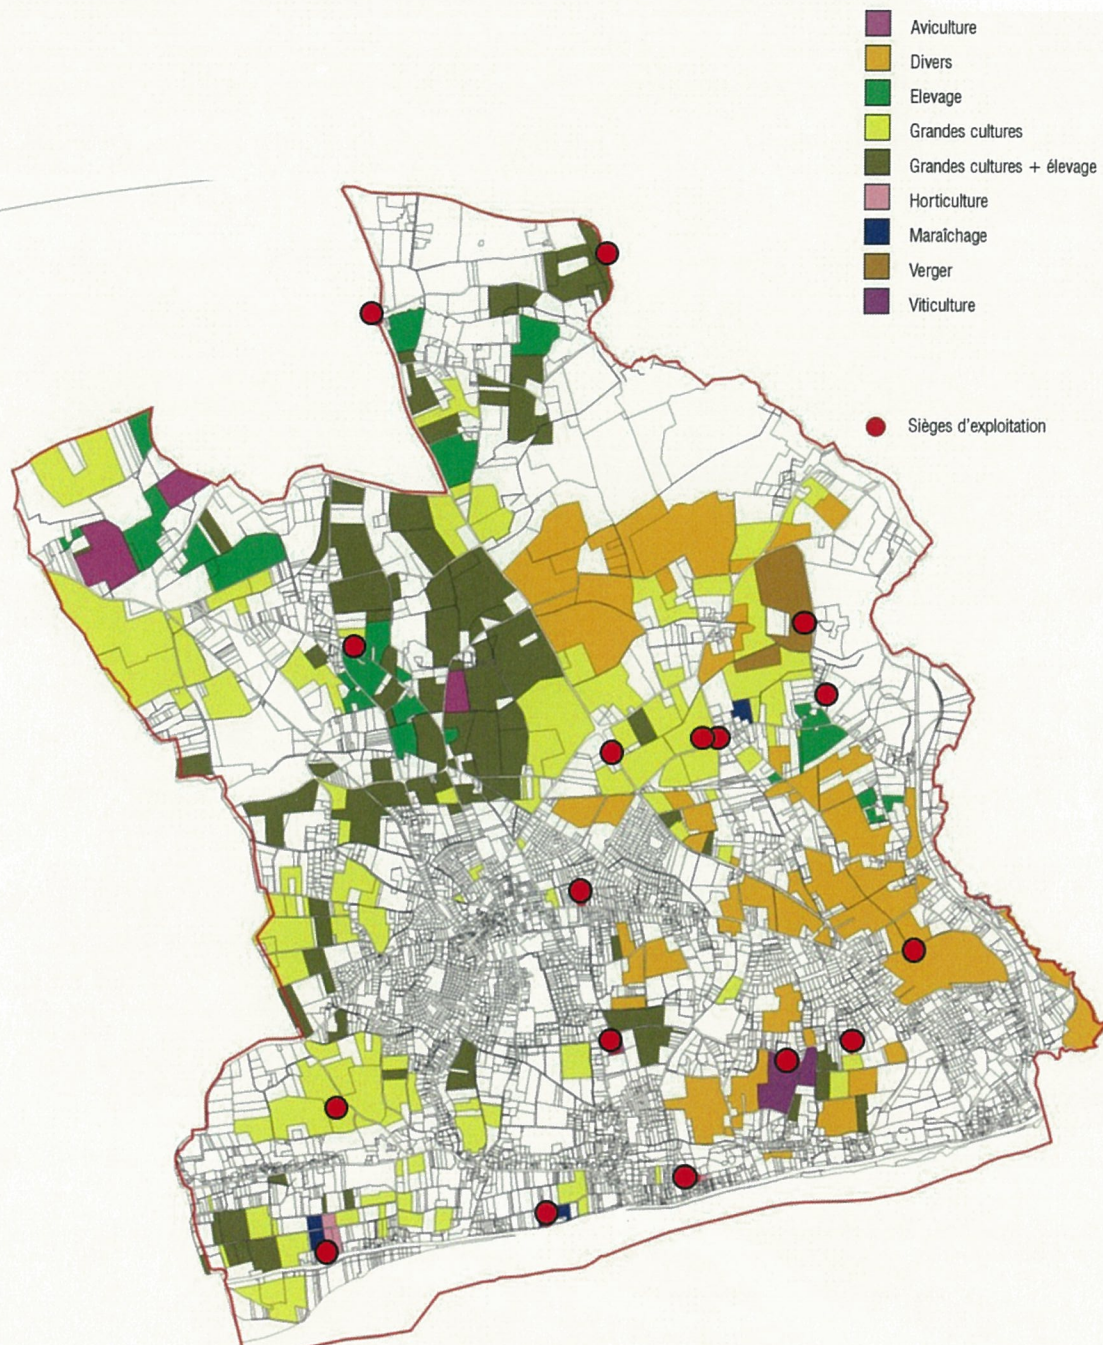 Aviculture
Divers
Elevage
Grandes cultures
Grandes cultures + élevage
Horticulture
Maraîchage
Verger
Viticulture
Sièges d'exploitation